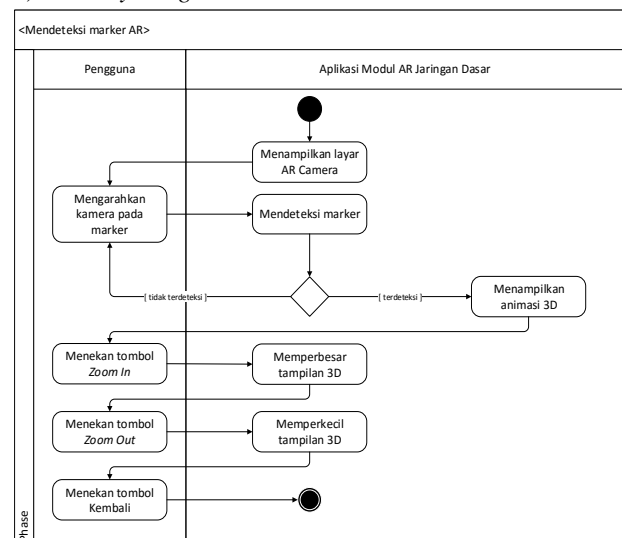 <Mendeteksi marker AR>
Pengguna
Aplikasi Modul AR Jaringan Dasar
Menampilkan layar
AR Camera
Mengarahkan
kamera pada
marker
Mendeteksi marker
[ tidak terdeteksi ]
[ terdeteksi ]
Menampilkan
animasi 3D
Menekan tombol
Zoom In
Memperbesar
tampilan 3D
Menekan tombol
Zoom Out
Memperkecil
tampilan 3D
Menekan tombol
Kembali
Phase